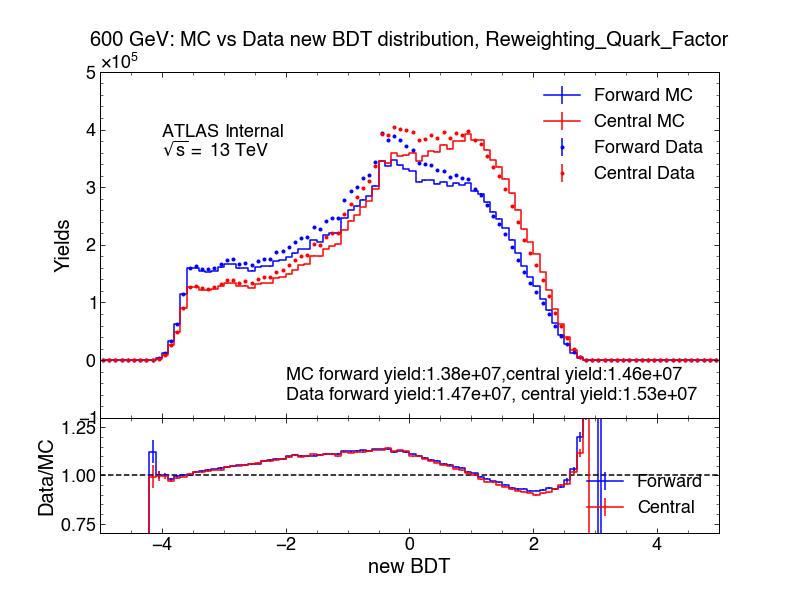 600 GeV: MC vs Data new BDT distribution, Reweighting_Quark_Factor
×10⁵
5
4
3
2
1
0
−1
Yields
ATLAS Internal
√s = 13 TeV
Forward MC
Central MC
Forward Data
Central Data
MC forward yield:1.38e+07,central yield:1.46e+07
Data forward yield:1.47e+07, central yield:1.53e+07
1.25
1.00
0.75
Data/MC
Forward
Central
−4 −2 0 2 4
new BDT